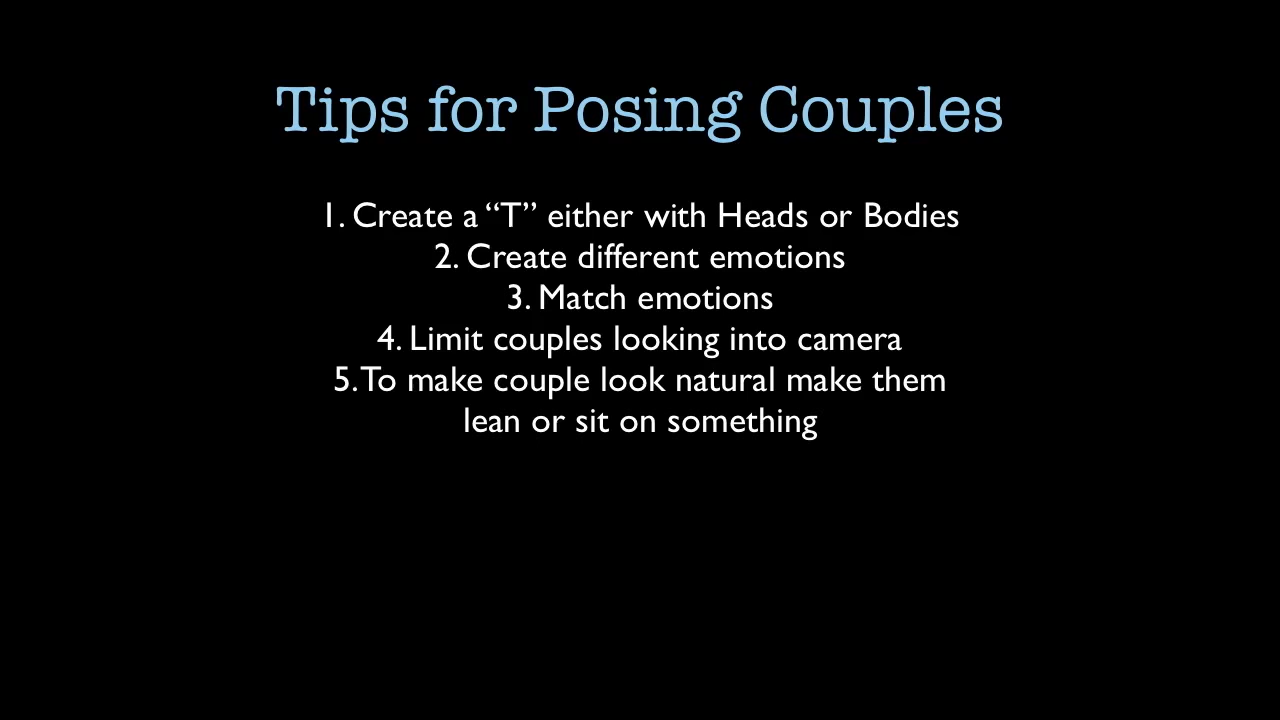 Tips for Posing Couples
1. Create a “T” either with Heads or Bodies
2. Create different emotions
3. Match emotions
4. Limit couples looking into camera
5. To make couple look natural make them
lean or sit on something